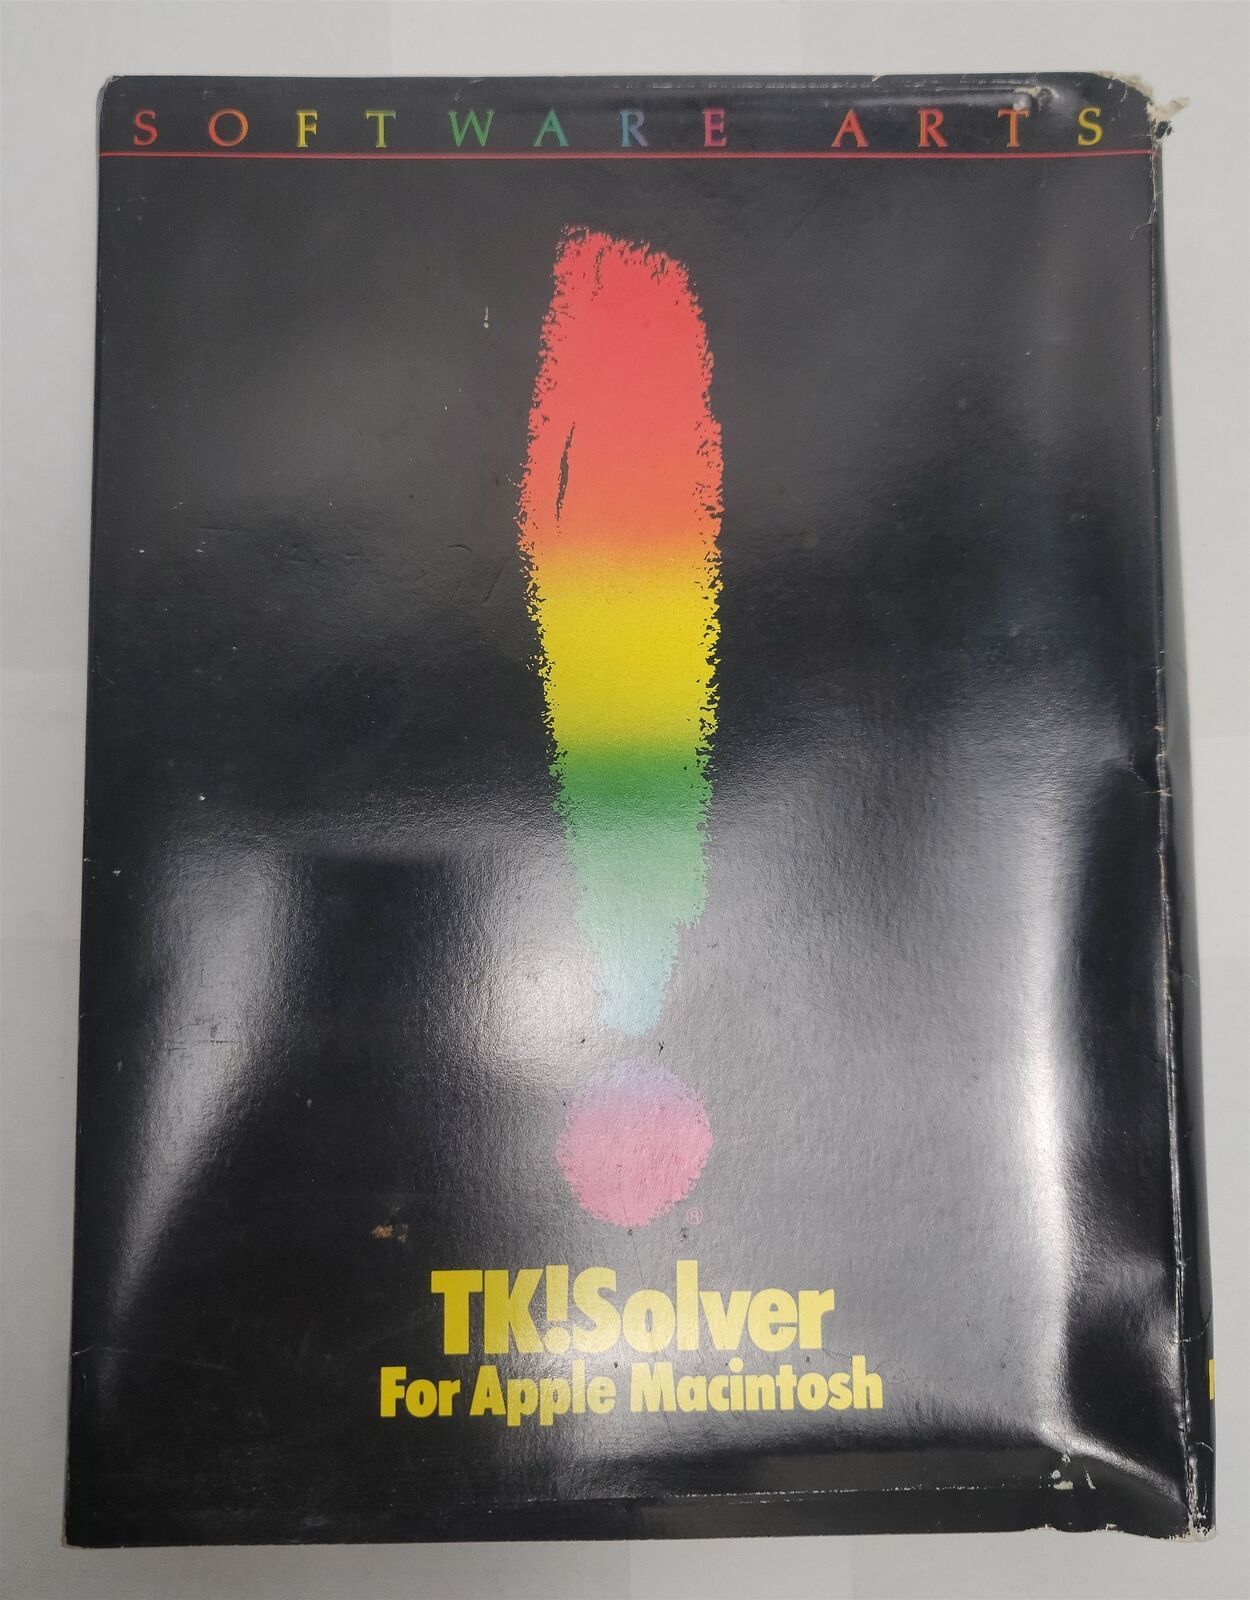 SOFTWARE ARTS
®
TK!Solver
For Apple Macintosh